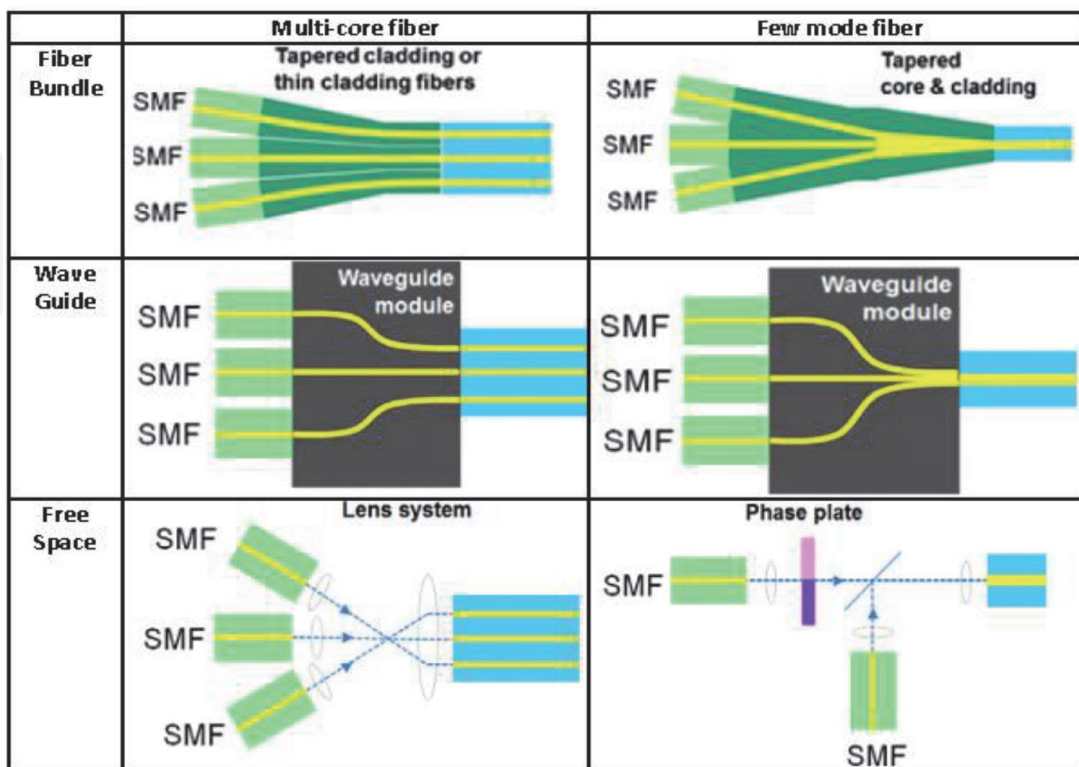 Multi-core fiber
Few mode fiber
Fiber
Bundle
Tapered cladding or
thin cladding fibers
SMF
SMF
SMF
Tapered
core & cladding
SMF
SMF
SMF
Wave
Guide
Waveguide
module
SMF
SMF
SMF
Waveguide
module
SMF
SMF
SMF
Free
Space
Lens system
SMF
SMF
SMF
Phase plate
SMF
SMF